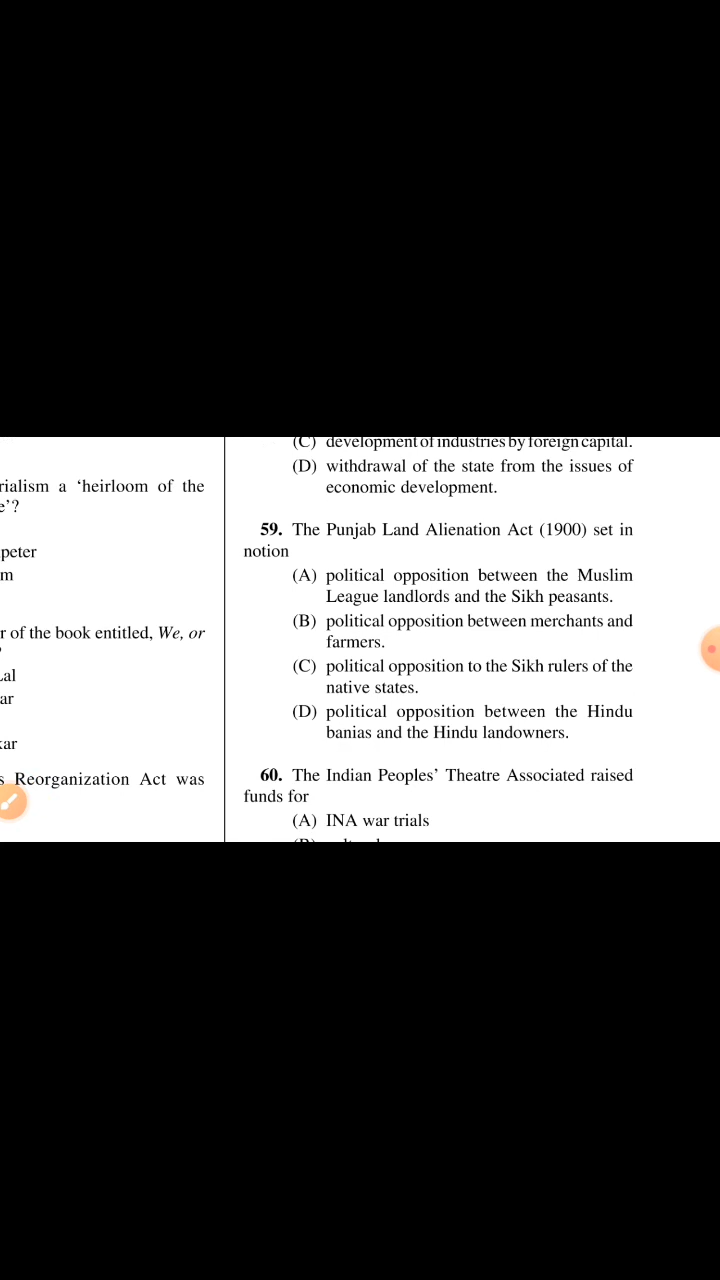 rialism a ‘heirloom of the
e’?
peter
m
r of the book entitled, We, or
Lal
ar
kar
s Reorganization Act was
(C) development of industries by foreign capital.
(D) withdrawal of the state from the issues of
economic development.
59. The Punjab Land Alienation Act (1900) set in
notion
(A) political opposition between the Muslim
League landlords and the Sikh peasants.
(B) political opposition between merchants and
farmers.
(C) political opposition to the Sikh rulers of the
native states.
(D) political opposition between the Hindu
banias and the Hindu landowners.
60. The Indian Peoples’ Theatre Associated raised
funds for
(A) INA war trials